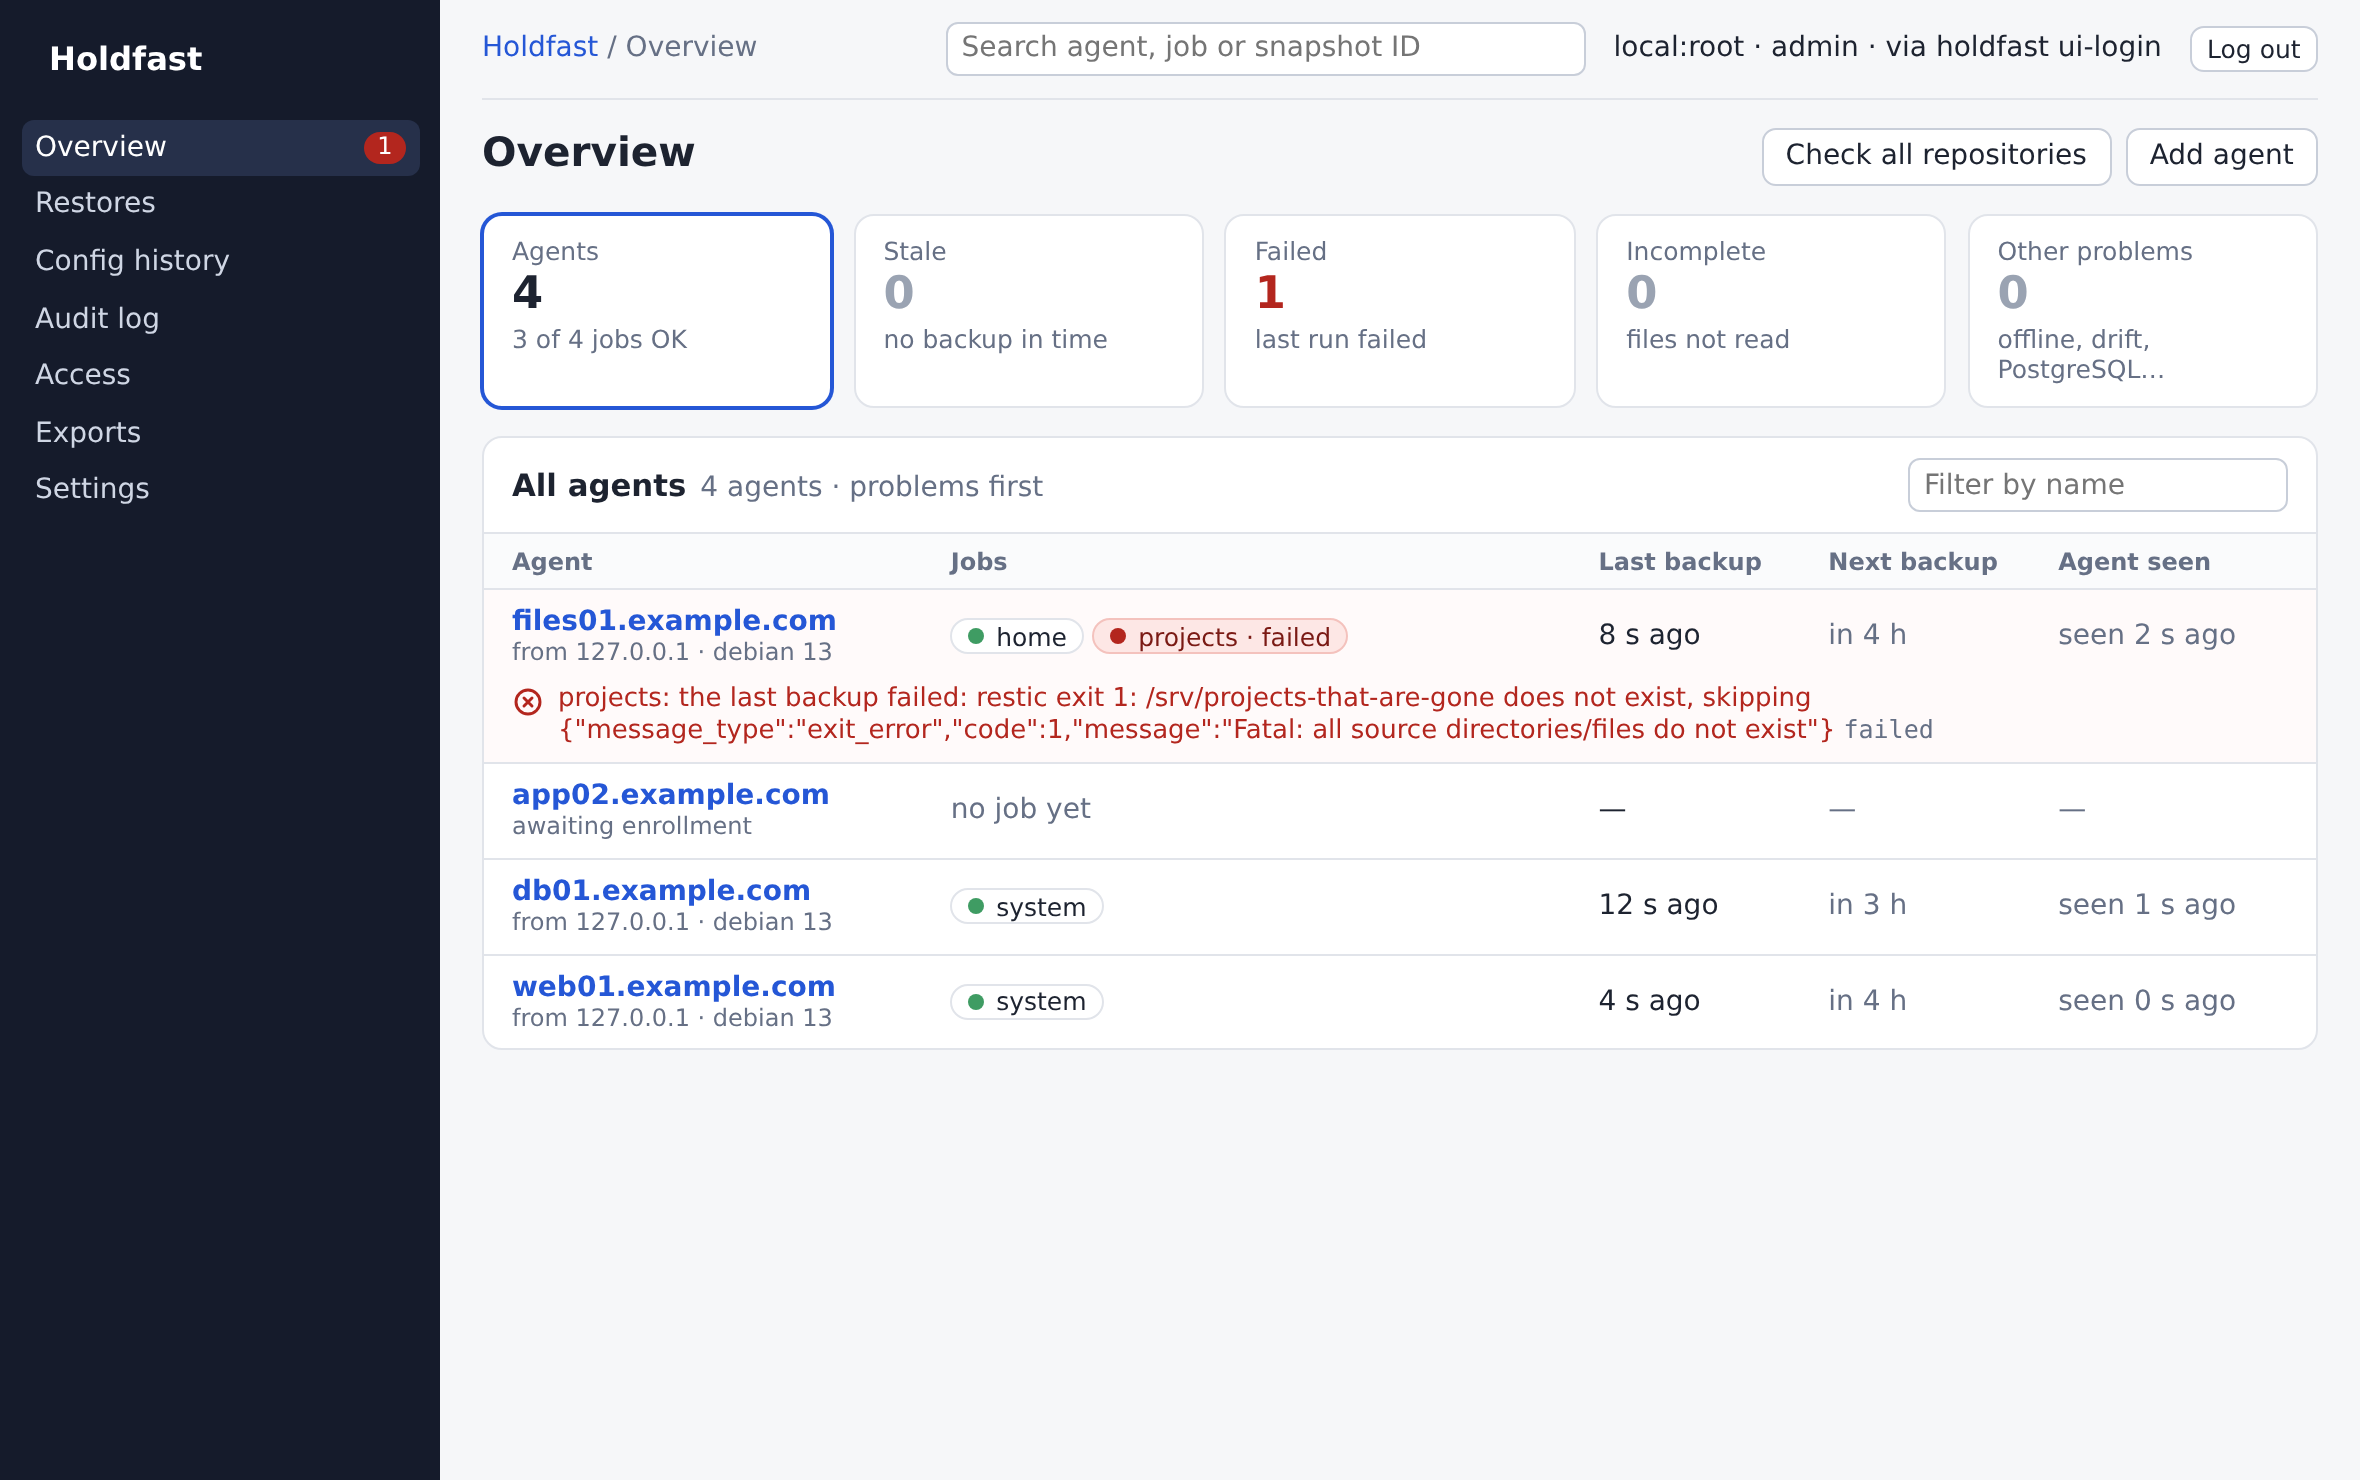 Holdfast
Overview 1
Restores
Config history
Audit log
Access
Exports
Settings
Holdfast / Overview
Search agent, job or snapshot ID
local:root · admin · via holdfast ui-login
Log out
Overview
Check all repositories
Add agent
Agents
4
3 of 4 jobs OK
Stale
0
no backup in time
Failed
1
last run failed
Incomplete
0
files not read
Other problems
0
offline, drift,
PostgreSQL…
All agents 4 agents · problems first
Filter by name
Agent Jobs Last backup Next backup Agent seen
files01.example.com
from 127.0.0.1 · debian 13
home projects · failed 8 s ago in 4 h seen 2 s ago
projects: the last backup failed: restic exit 1: /srv/projects-that-are-gone does not exist, skipping
{"message_type":"exit_error","code":1,"message":"Fatal: all source directories/files do not exist"} failed
app02.example.com
awaiting enrollment
no job yet — — —
db01.example.com
from 127.0.0.1 · debian 13
system 12 s ago in 3 h seen 1 s ago
web01.example.com
from 127.0.0.1 · debian 13
system 4 s ago in 4 h seen 0 s ago